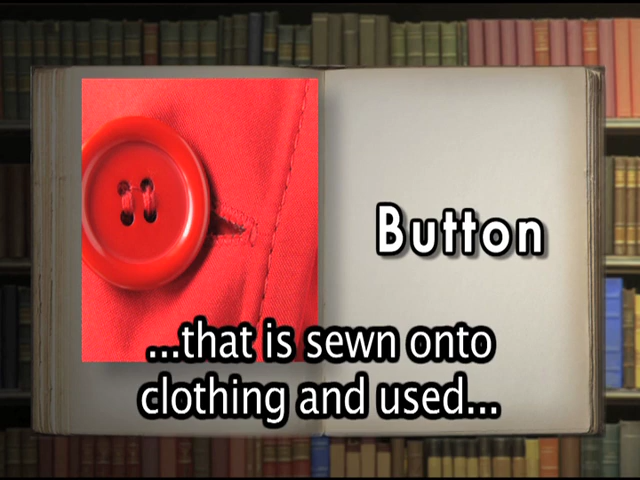 Button
...that is sewn onto
clothing and used...